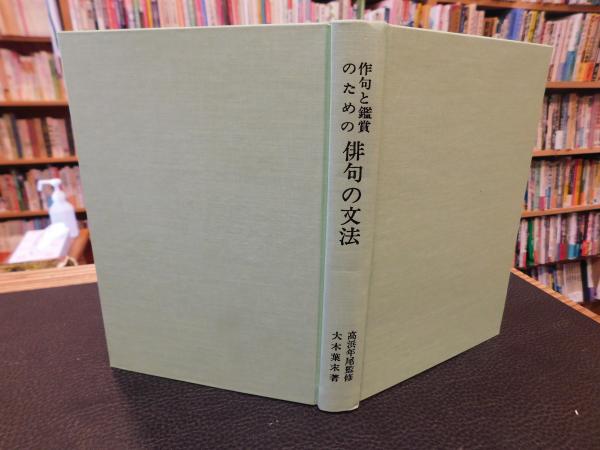 作句と鑑賞
のための
俳句の文法
高浜年尾監修
大木葉末著